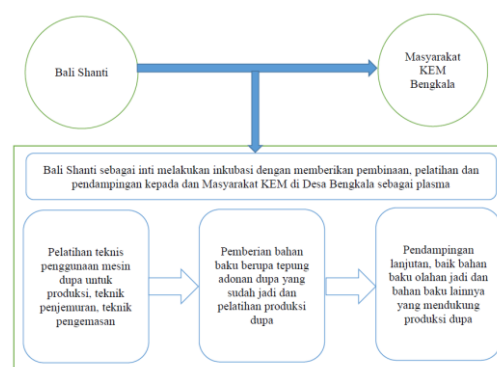 Bali Shanti
Masyarakat
KEM
Bengkala
Bali Shanti sebagai inti melakukan inkubasi dengan memberikan pembinaan, pelatihan dan
pendampingan kepada dan Masyarakat KEM di Desa Bengkala sebagai plasma
Pelatihan teknis
penggunaan mesin
dupa untuk
produksi, teknik
penjemuran, teknik
pengemasan
Pemberian bahan
baku berupa tepung
adonan dupa yang
sudah jadi dan
pelatihan produksi
dupa
Pendampingan
lanjutan, baik bahan
baku olahan jadi dan
bahan baku lainnya
yang mendukung
produksi dupa